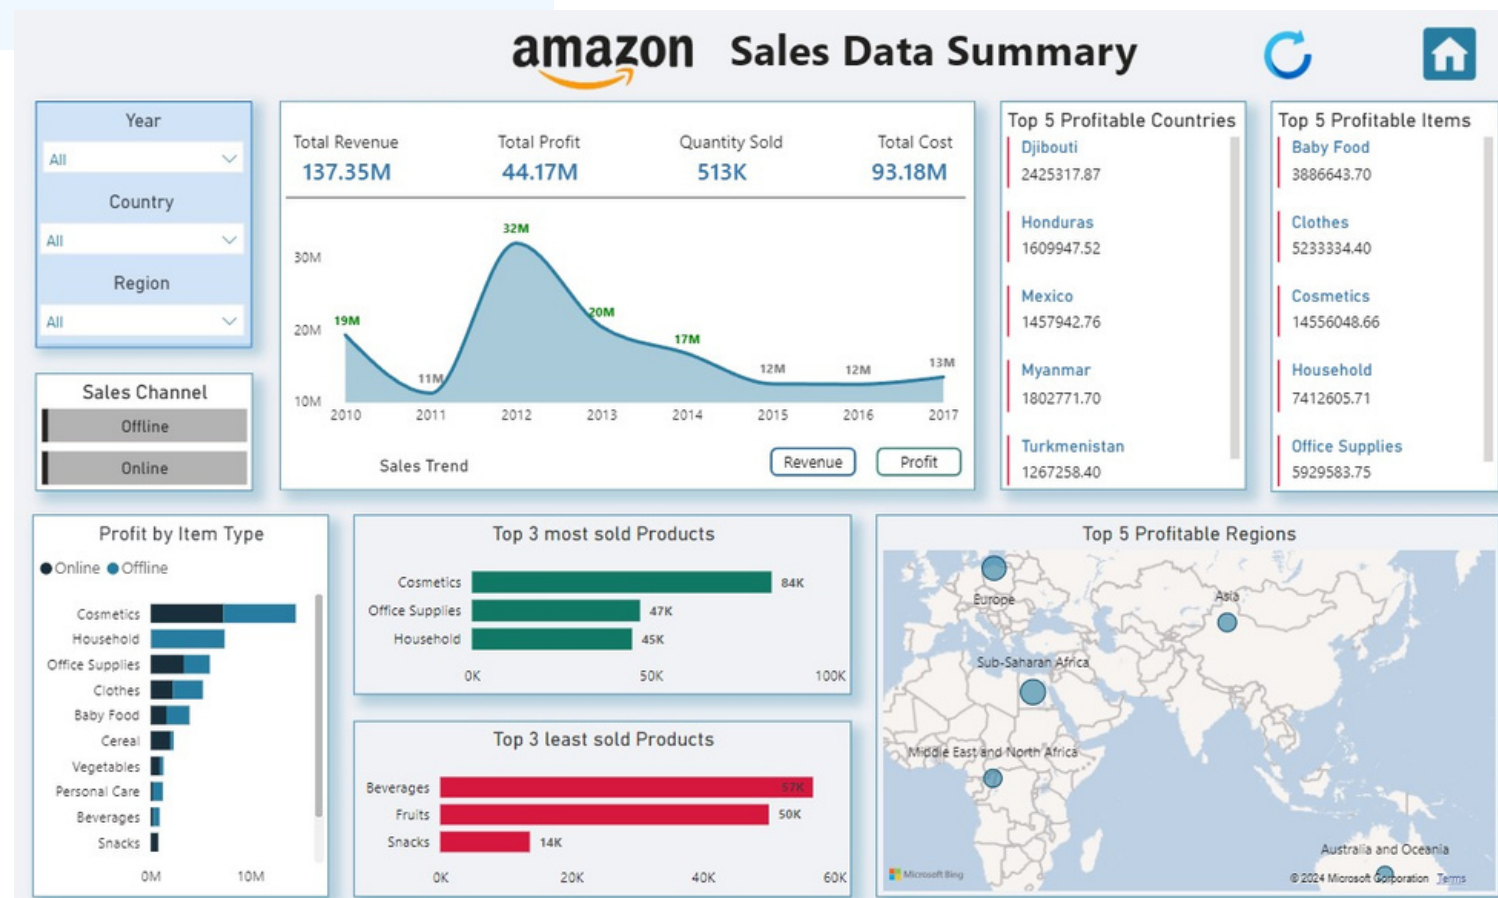 amazon Sales Data Summary
Year
All
Country
All
Region
All
Sales Channel
Offline
Online
Total Revenue
137.35M
Total Profit
44.17M
Quantity Sold
513K
Total Cost
93.18M
30M
20M
10M
19M
11M
32M
20M
17M
12M
12M
13M
2010 2011 2012 2013 2014 2015 2016 2017
Sales Trend
Revenue
Profit
Top 5 Profitable Countries
Djibouti
2425317.87
Honduras
1609947.52
Mexico
1457942.76
Myanmar
1802771.70
Turkmenistan
1267258.40
Top 5 Profitable Items
Baby Food
3886643.70
Clothes
5233334.40
Cosmetics
14556048.66
Household
7412605.71
Office Supplies
5929583.75
Profit by Item Type
Online Offline
Cosmetics
Household
Office Supplies
Clothes
Baby Food
Cereal
Vegetables
Personal Care
Beverages
Snacks
0M 10M
Top 3 most sold Products
Cosmetics 84K
Office Supplies 47K
Household 45K
0K 50K 100K
Top 3 least sold Products
Beverages 57K
Fruits 50K
Snacks 14K
0K 20K 40K 60K
Top 5 Profitable Regions
Europe
Asia
Sub-Saharan Africa
Middle East and North Africa
Australia and Oceania
Microsoft Bing
© 2024 Microsoft Corporation Terms